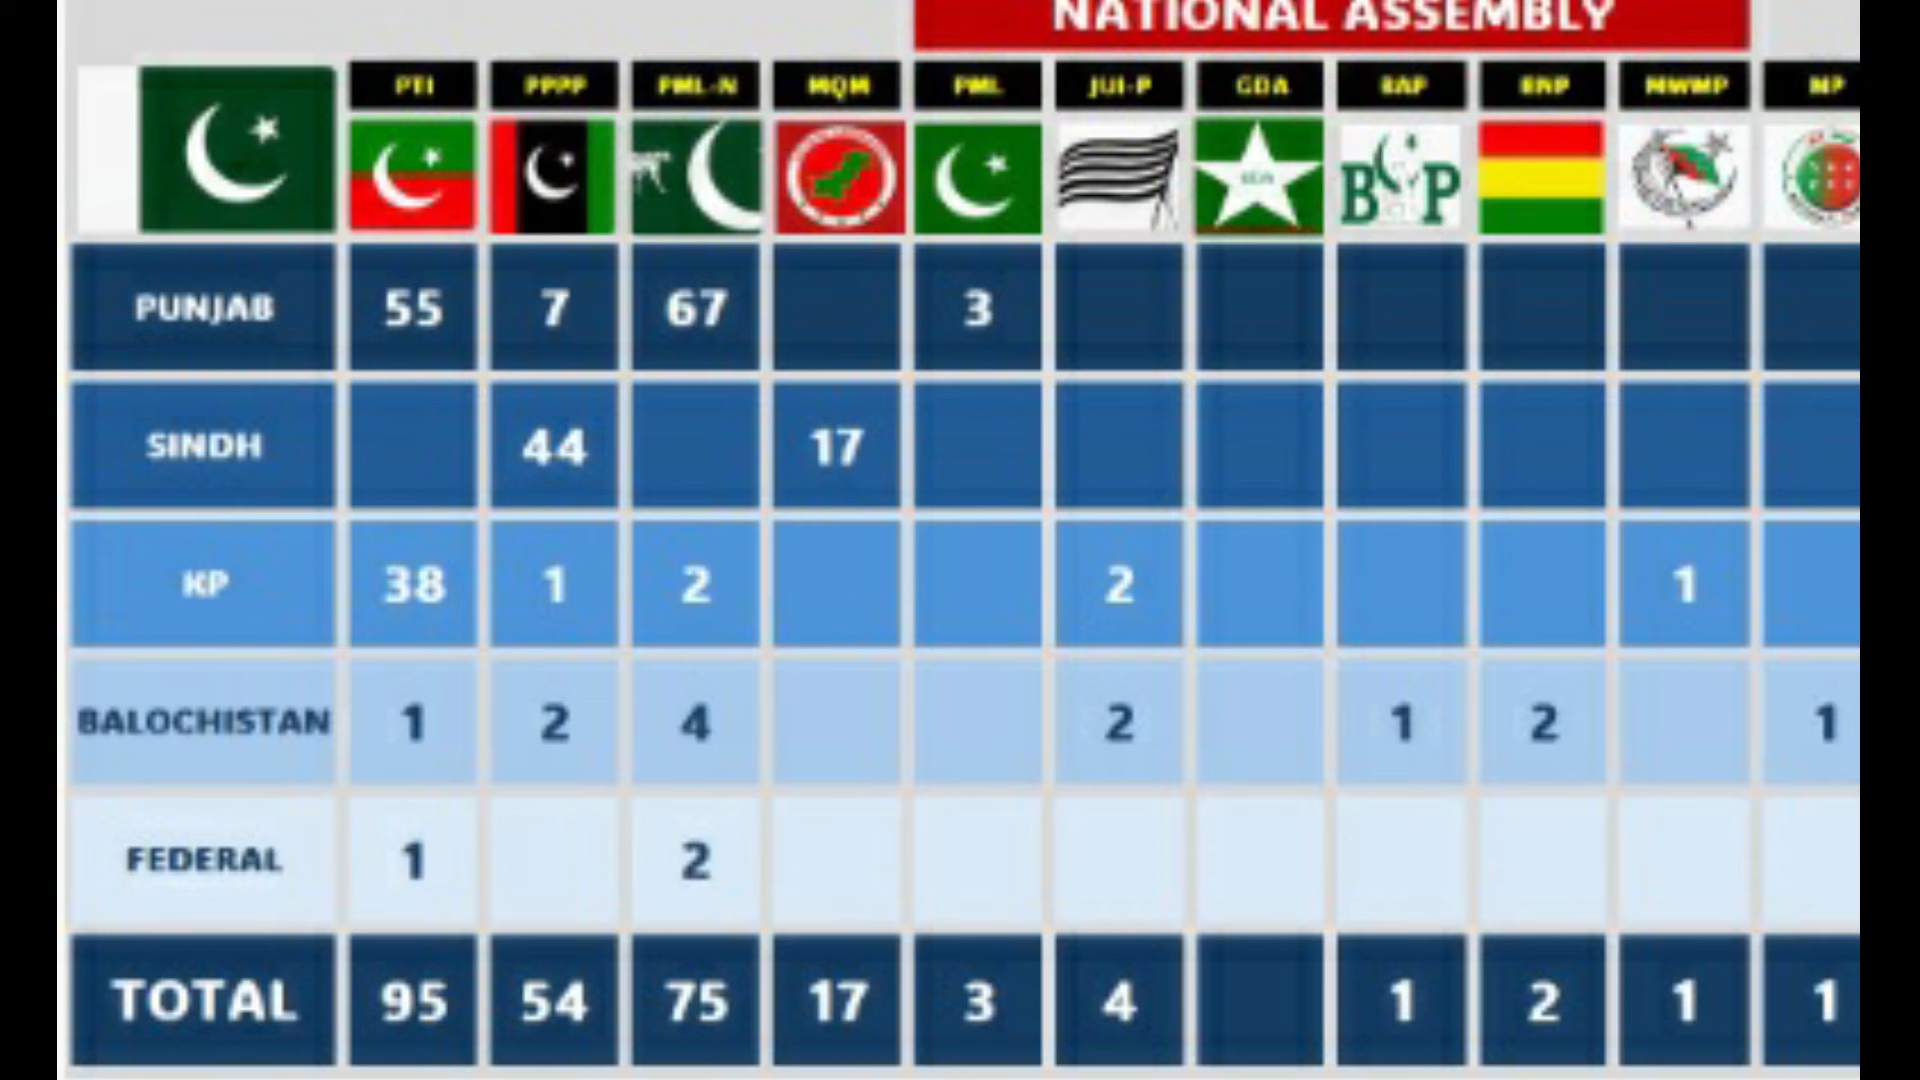 NATIONAL ASSEMBLY
PTI PPPP PML-N MQM PML JUI-P GDA BAP BNP MWMP MP
GDA
B P
PUNJAB 55 7 67 3
SINDH 44 17
KP 38 1 2 2 1
BALOCHISTAN 1 2 4 2 1 2 1
FEDERAL 1 2
TOTAL 95 54 75 17 3 4 1 2 1 1